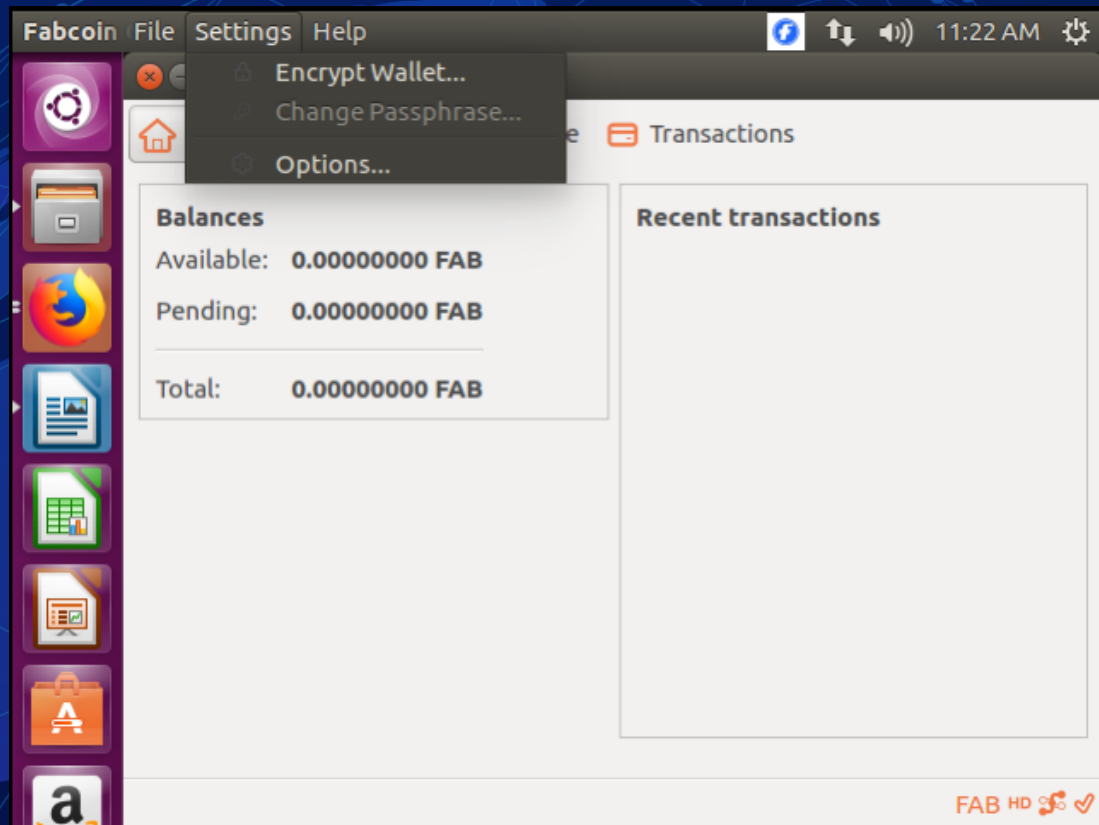 Fabcoin File Settings Help 11:22 AM
Encrypt Wallet...
Change Passphrase...
Transactions
Options...
Balances
Available: 0.00000000 FAB
Pending: 0.00000000 FAB
Total: 0.00000000 FAB
Recent transactions
FAB HD
a